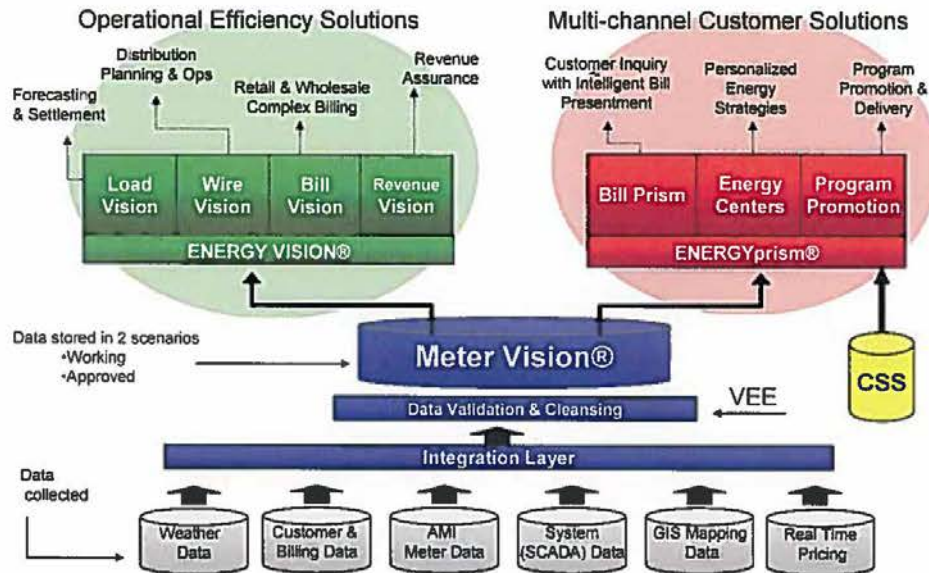 Operational Efficiency Solutions
Multi-channel Customer Solutions
Distribution
Planning & Ops
Revenue
Assurance
Forecasting
& Settlement
Retail & Wholesale
Complex Billing
Customer Inquiry
with Intelligent Bill
Presentment
Personalized
Energy
Strategies
Program
Promotion &
Delivery
Load
Vision
Wire
Vision
Bill
Vision
Revenue
Vision
ENERGY VISION®
Bill Prism
Energy
Centers
Program
Promotion
ENERGYprism®
Data stored in 2 scenarios
•Working
•Approved
Meter Vision®
CSS
Data Validation & Cleansing
VEE
Integration Layer
Data
collected
Weather
Data
Customer &
Billing Data
AMI
Meter Data
System
(SCADA) Data
GIS Mapping
Data
Real Time
Pricing